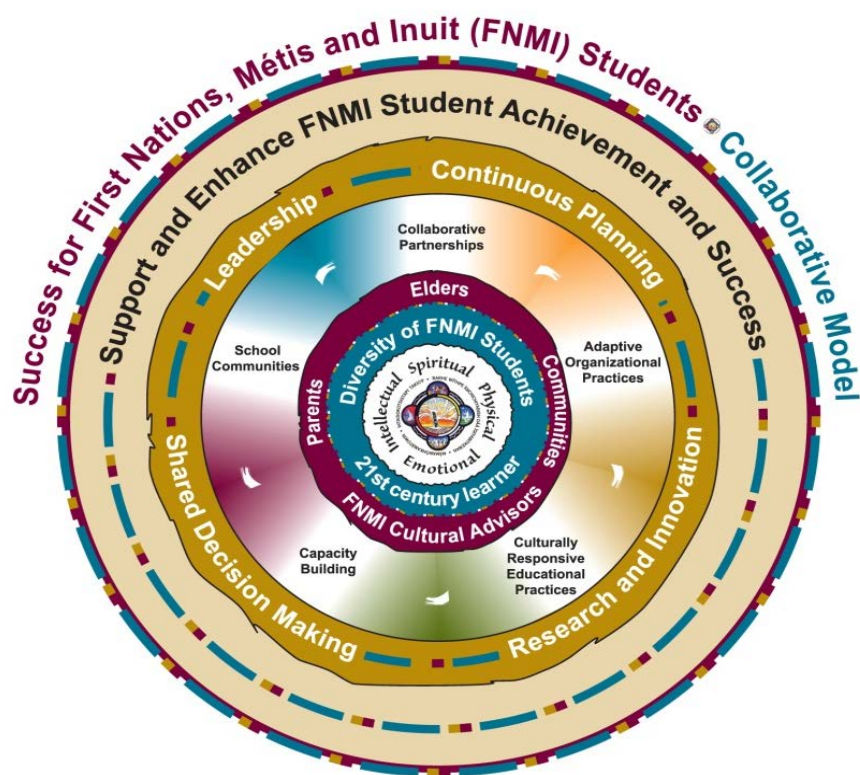 Success for First Nations, Métis and Inuit (FNMI) Students
Collaborative Model
Support and Enhance FNMI Student Achievement and Success
Leadership
Continuous Planning
Research and Innovation
Shared Decision Making
Collaborative
Partnerships
Adaptive
Organizational
Practices
Culturally
Responsive
Educational
Practices
Capacity
Building
School
Communities
Elders
Communities
FNMI Cultural Advisors
Parents
Diversity of FNMI Students
21st century learner
Spiritual
Physical
Emotional
Intellectual